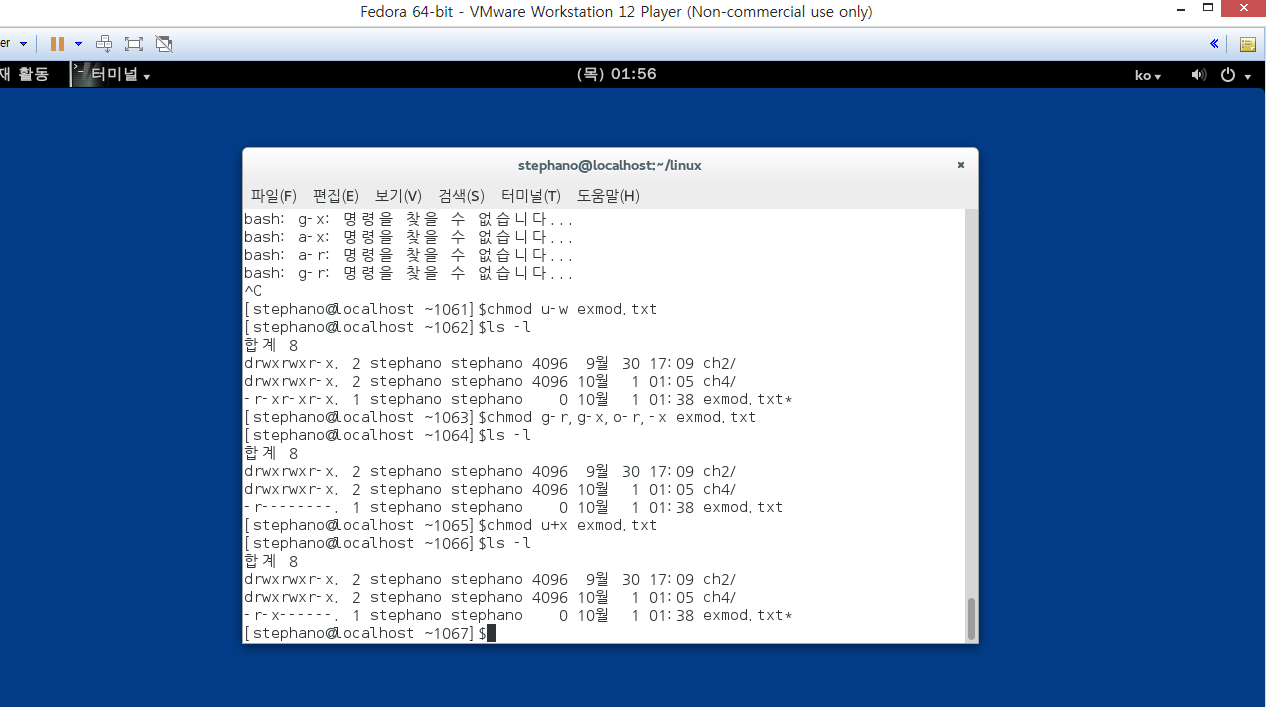 Fedora 64-bit - VMware Workstation 12 Player (Non-commercial use only)
er
재 활동 터미널 (목) 01:56 ko
stephano@localhost:~/linux
파일(F) 편집(E) 보기(V) 검색(S) 터미널(T) 도움말(H)
bash: g-x: 명령을 찾을 수 없습니다...
bash: a-x: 명령을 찾을 수 없습니다...
bash: a-r: 명령을 찾을 수 없습니다...
bash: g-r: 명령을 찾을 수 없습니다...
^C
[stephano@localhost ~1061]$chmod u-w exmod.txt
[stephano@localhost ~1062]$ls -l
합계 8
drwxrwxr-x. 2 stephano stephano 4096  9월  30 17:09 ch2/
drwxrwxr-x. 2 stephano stephano 4096 10월   1 01:05 ch4/
-r-xr-xr-x. 1 stephano stephano    0 10월   1 01:38 exmod.txt*
[stephano@localhost ~1063]$chmod g-r,g-x,o-r,-x exmod.txt
[stephano@localhost ~1064]$ls -l
합계 8
drwxrwxr-x. 2 stephano stephano 4096  9월  30 17:09 ch2/
drwxrwxr-x. 2 stephano stephano 4096 10월   1 01:05 ch4/
-r--------. 1 stephano stephano    0 10월   1 01:38 exmod.txt
[stephano@localhost ~1065]$chmod u+x exmod.txt
[stephano@localhost ~1066]$ls -l
합계 8
drwxrwxr-x. 2 stephano stephano 4096  9월  30 17:09 ch2/
drwxrwxr-x. 2 stephano stephano 4096 10월   1 01:05 ch4/
-r-x------. 1 stephano stephano    0 10월   1 01:38 exmod.txt*
[stephano@localhost ~1067]$